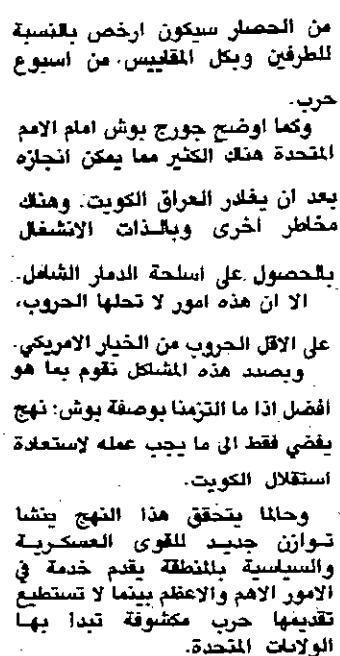 من الحصار سيكون ارخص بالنسبة
للطرفين وبكل المقاييس، من اسبوع
حرب.
وكما اوضح جورج بوش امام الامم
المتحدة هناك الكثير مما يمكن انجازه
بعد ان يغادر العراق الكويت. وهناك
مخاطر اخرى وبالذات الانشغال
بالحصول على اسلحة الدمار الشامل.
الا ان هذه امور لا تحلها الحروب،
على الاقل الحروب من الخيار الامريكي.
وبصدد هذه المشاكل نقوم بما هو
افضل اذا ما التزمنا بوصفة بوش: نهج
يفضي فقط الى ما يجب عمله لاستعادة
استقلال الكويت.
وحالما يتحقق هذا النهج ينشا
توازن جديد للقوى العسكرية
والسياسية بالمنطقة يقدم خدمة في
الامور الاهم والاعظم بينما لا تستطيع
تقديمها حرب مكشوفة تبدا بها
الولايات المتحدة.